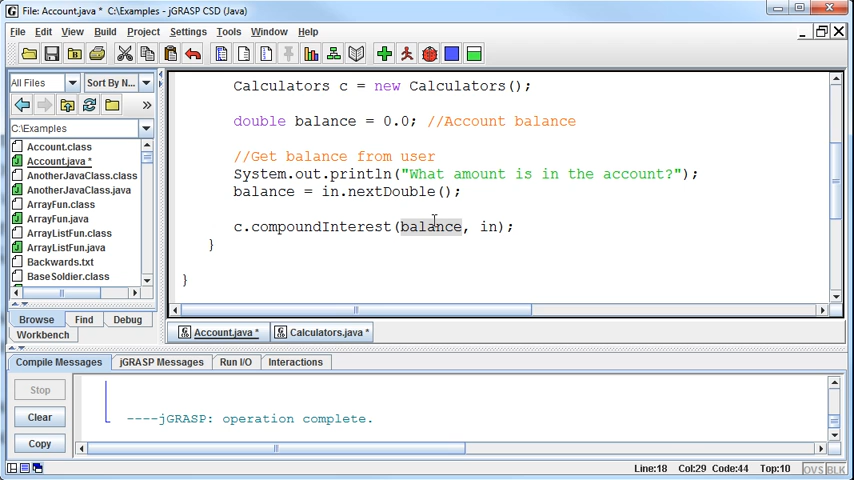 File: Account.java * C:\Examples - jGRASP CSD (Java)
File Edit View Build Project Settings Tools Window Help
All Files Sort By N...
C:\Examples
Account.class
Account.java *
AnotherJavaClass.class
AnotherJavaClass.java
ArrayFun.class
ArrayFun.java
ArrayListFun.class
ArrayListFun.java
Backwards.txt
BaseSoldier.class
Browse Find Debug
Workbench
Calculators c = new Calculators();
double balance = 0.0; //Account balance
//Get balance from user
System.out.println("What amount is in the account?");
balance = in.nextDouble();
c.compoundInterest(balance, in);
}
}
Account.java * Calculators.java *
Compile Messages jGRASP Messages Run I/O Interactions
Stop
Clear
Copy
----jGRASP: operation complete.
Line:18 Col:29 Code:44 Top:10 OVS BLK